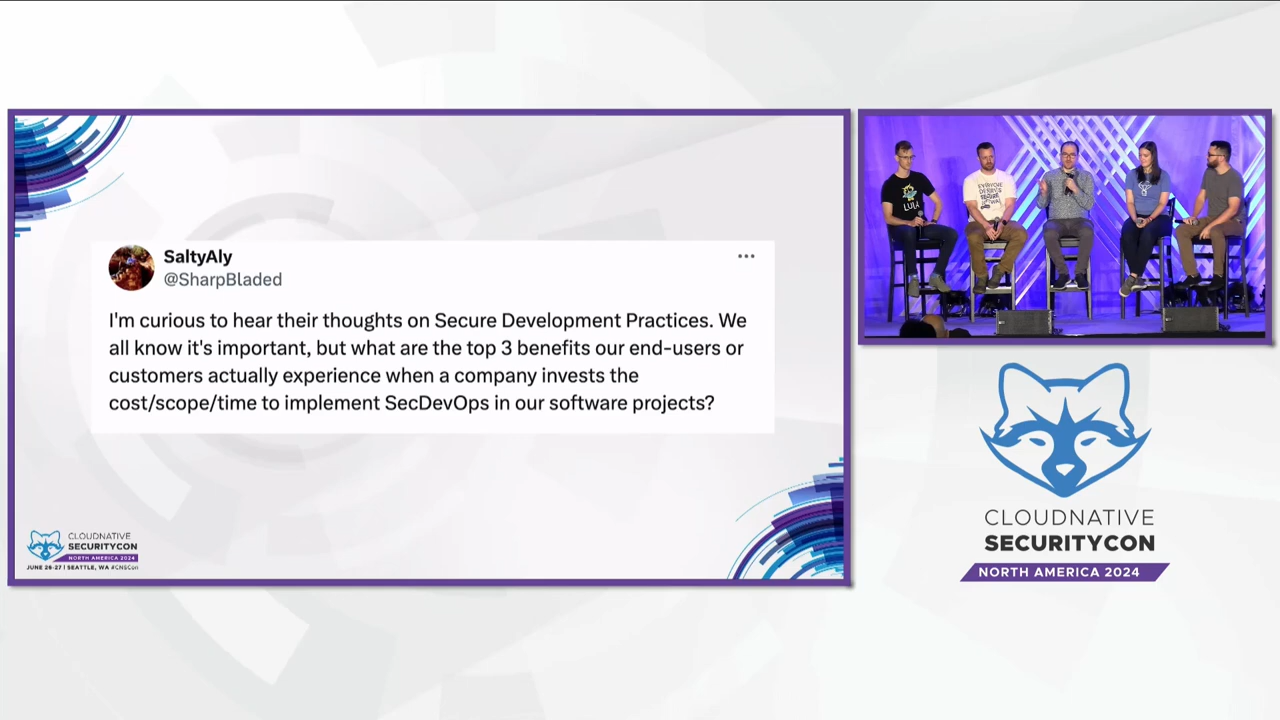 SaltyAly
@SharpBladed
I'm curious to hear their thoughts on Secure Development Practices. We
all know it's important, but what are the top 3 benefits our end-users or
customers actually experience when a company invests the
cost/scope/time to implement SecDevOps in our software projects?
CLOUDNATIVE
SECURITYCON
NORTH AMERICA 2024
JUNE 26-27 | SEATTLE, WA #CNSCon
LULA
CLOUDNATIVE
SECURITYCON
NORTH AMERICA 2024